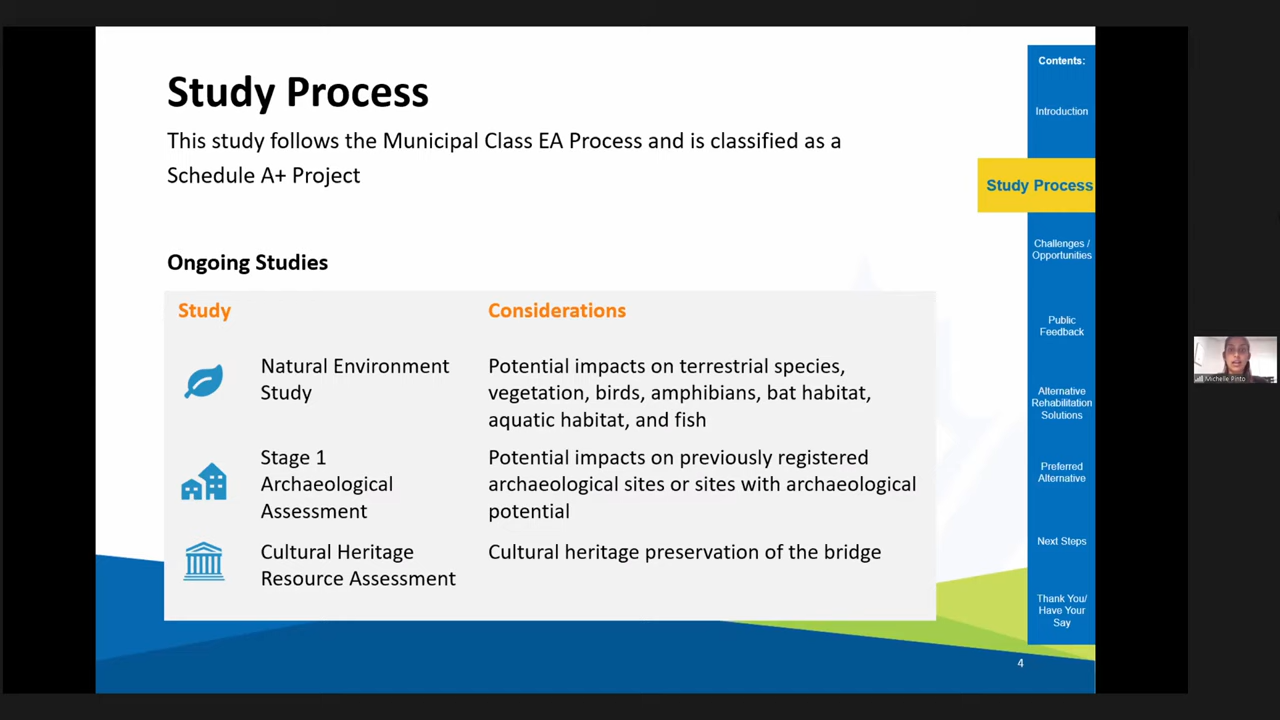 Study Process
This study follows the Municipal Class EA Process and is classified as a
Schedule A+ Project
Ongoing Studies
Study
Considerations
Natural Environment
Study
Potential impacts on terrestrial species,
vegetation, birds, amphibians, bat habitat,
aquatic habitat, and fish
Stage 1
Archaeological
Assessment
Potential impacts on previously registered
archaeological sites or sites with archaeological
potential
Cultural Heritage
Resource Assessment
Cultural heritage preservation of the bridge
Contents:
Introduction
Study Process
Challenges /
Opportunities
Public
Feedback
Alternative
Rehabilitation
Solutions
Preferred
Alternative
Next Steps
Thank You/
Have Your
Say
4
Michelle Pinto